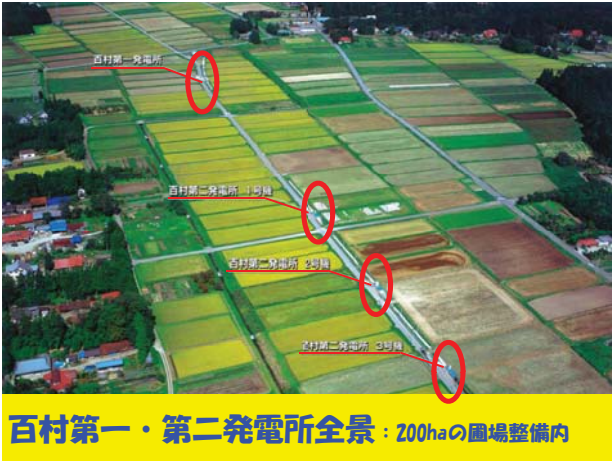 百村第一発電所
百村第二発電所 1号機
百村第二発電所 2号機
百村第二発電所 3号機
百村第一・第二発電所全景：200haの圃場整備内